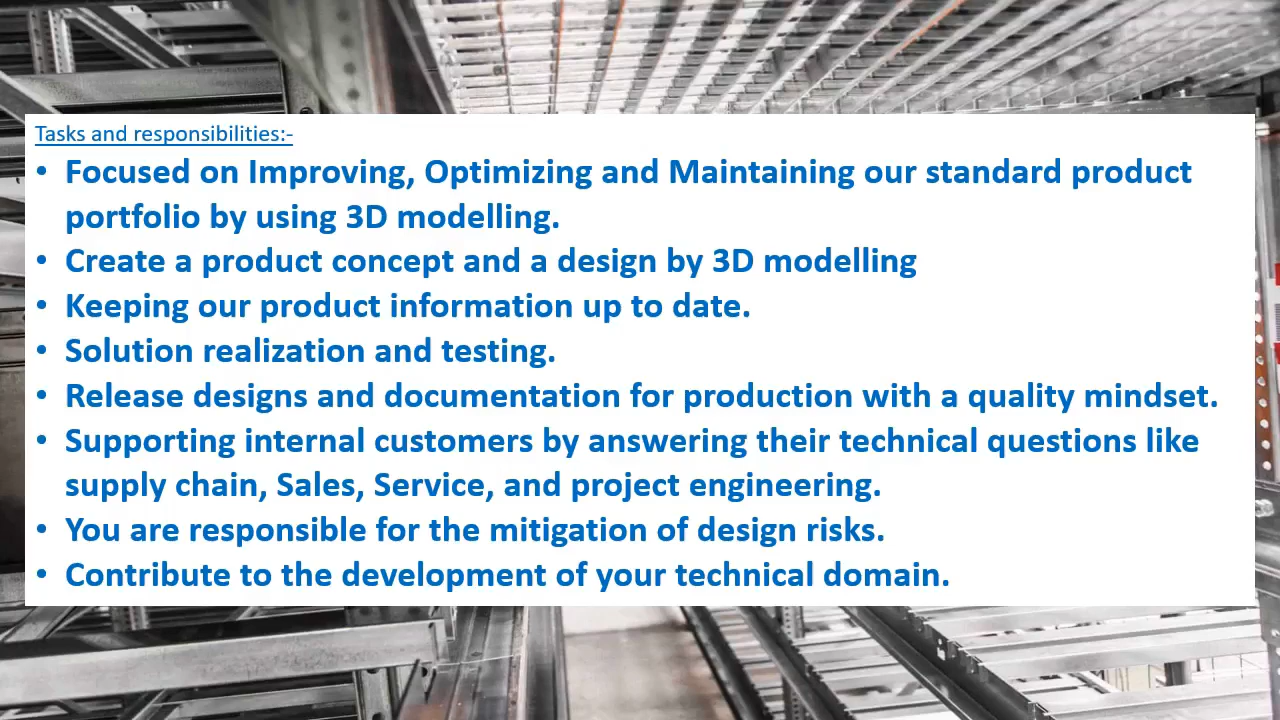 Tasks and responsibilities:-
• Focused on Improving, Optimizing and Maintaining our standard product
portfolio by using 3D modelling.
• Create a product concept and a design by 3D modelling
• Keeping our product information up to date.
• Solution realization and testing.
• Release designs and documentation for production with a quality mindset.
• Supporting internal customers by answering their technical questions like
supply chain, Sales, Service, and project engineering.
• You are responsible for the mitigation of design risks.
• Contribute to the development of your technical domain.